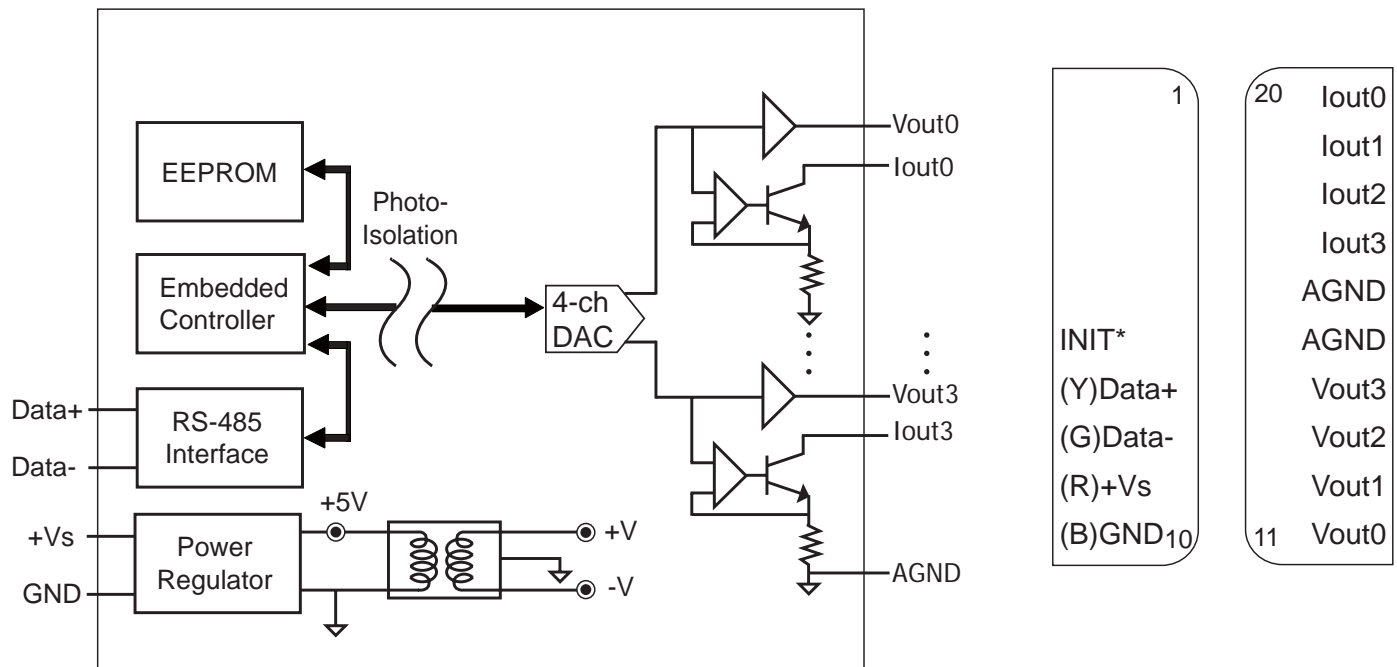 EEPROM
Photo-
Isolation
Embedded
Controller
RS-485
Interface
Data+
Data-
+Vs
GND
Power
Regulator
+5V
+V
-V
4-ch
DAC
Vout0
Iout0
Vout3
Iout3
AGND
1
INIT*
(Y)Data+
(G)Data-
(R)+Vs
(B)GND10
20 Iout0
Iout1
Iout2
Iout3
AGND
AGND
Vout3
Vout2
Vout1
11 Vout0